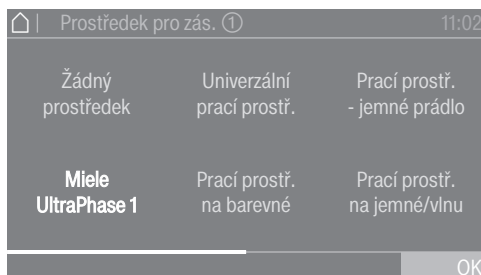 Prostředek pro zás. ① 11:02
Žádný Univerzální Prací prostř.
prostředek prací prostř. - jemné prádlo
Miele Prací prostř. Prací prostř.
UltraPhase 1 na barevné na jemné/vlnu
OK